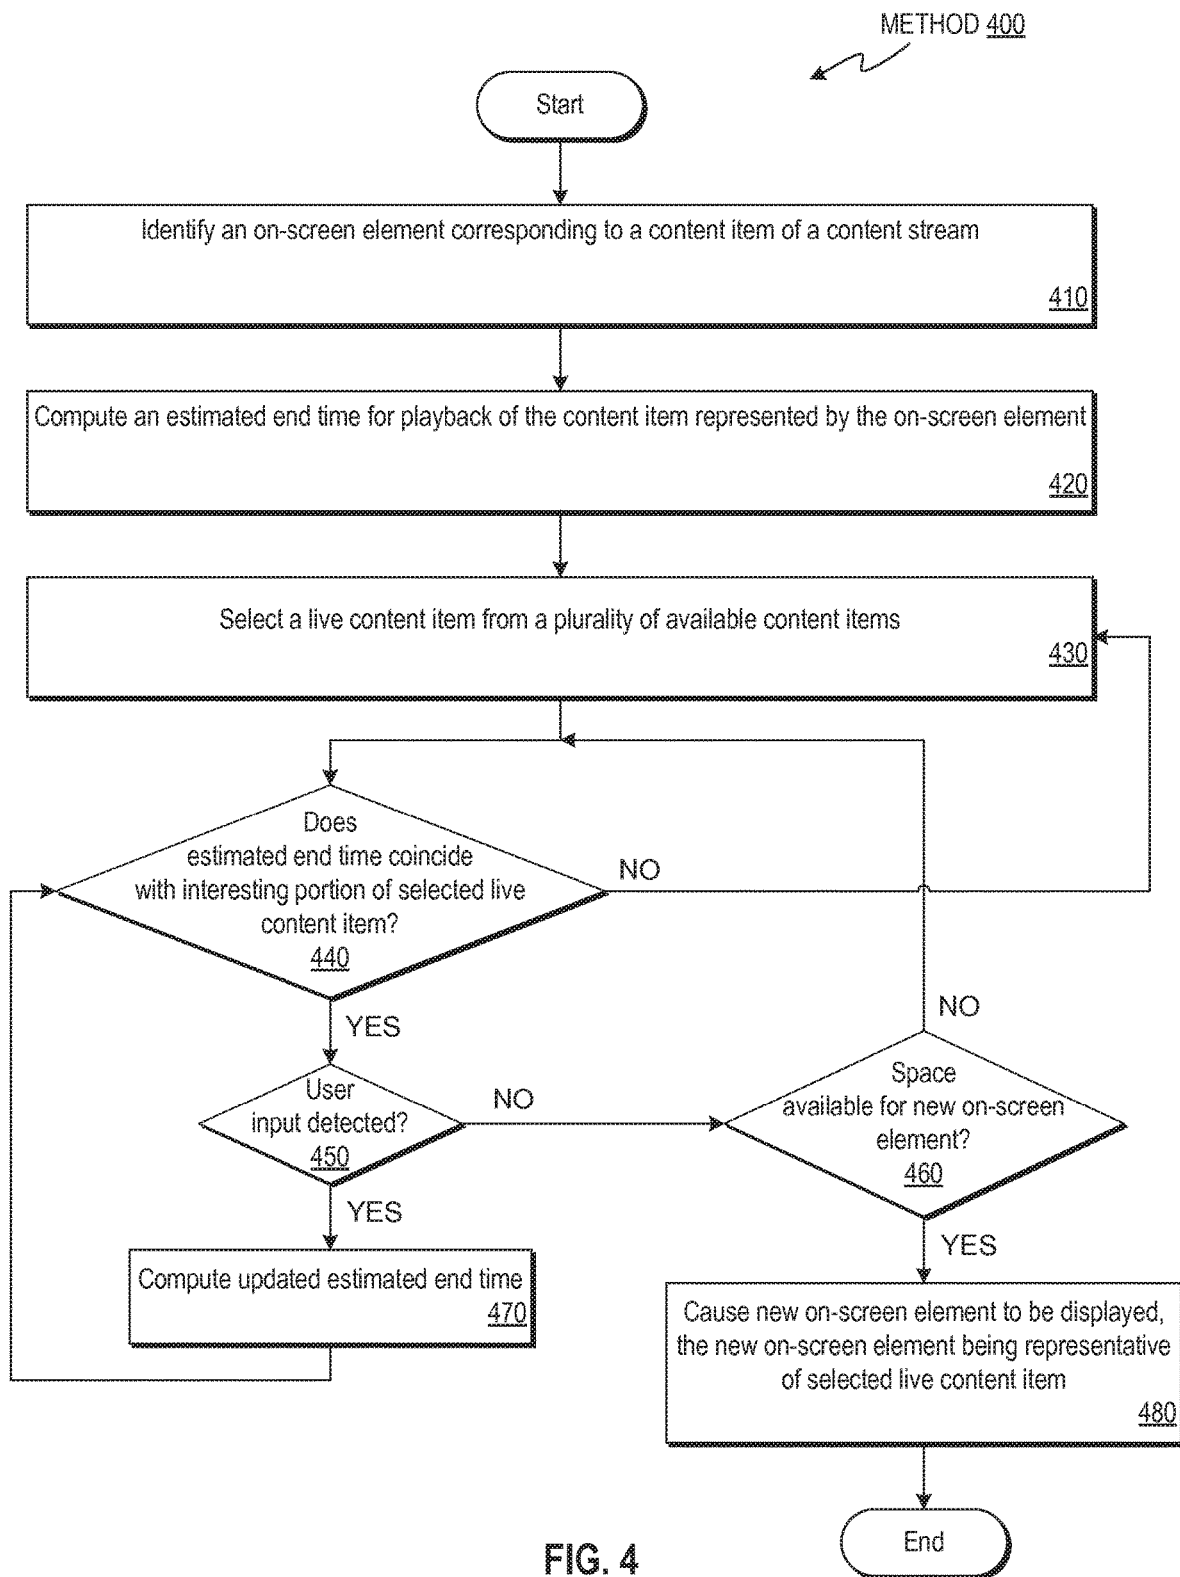 METHOD 400
Start
Identify an on-screen element corresponding to a content item of a content stream
410
Compute an estimated end time for playback of the content item represented by the on-screen element
420
Select a live content item from a plurality of available content items
430
Does
estimated end time coincide
with interesting portion of selected live
content item?
440
NO
YES
User
input detected?
450
NO
YES
Space
available for new on-screen
element?
460
NO
YES
Compute updated estimated end time
470
Cause new on-screen element to be displayed,
the new on-screen element being representative
of selected live content item
480
End
FIG. 4